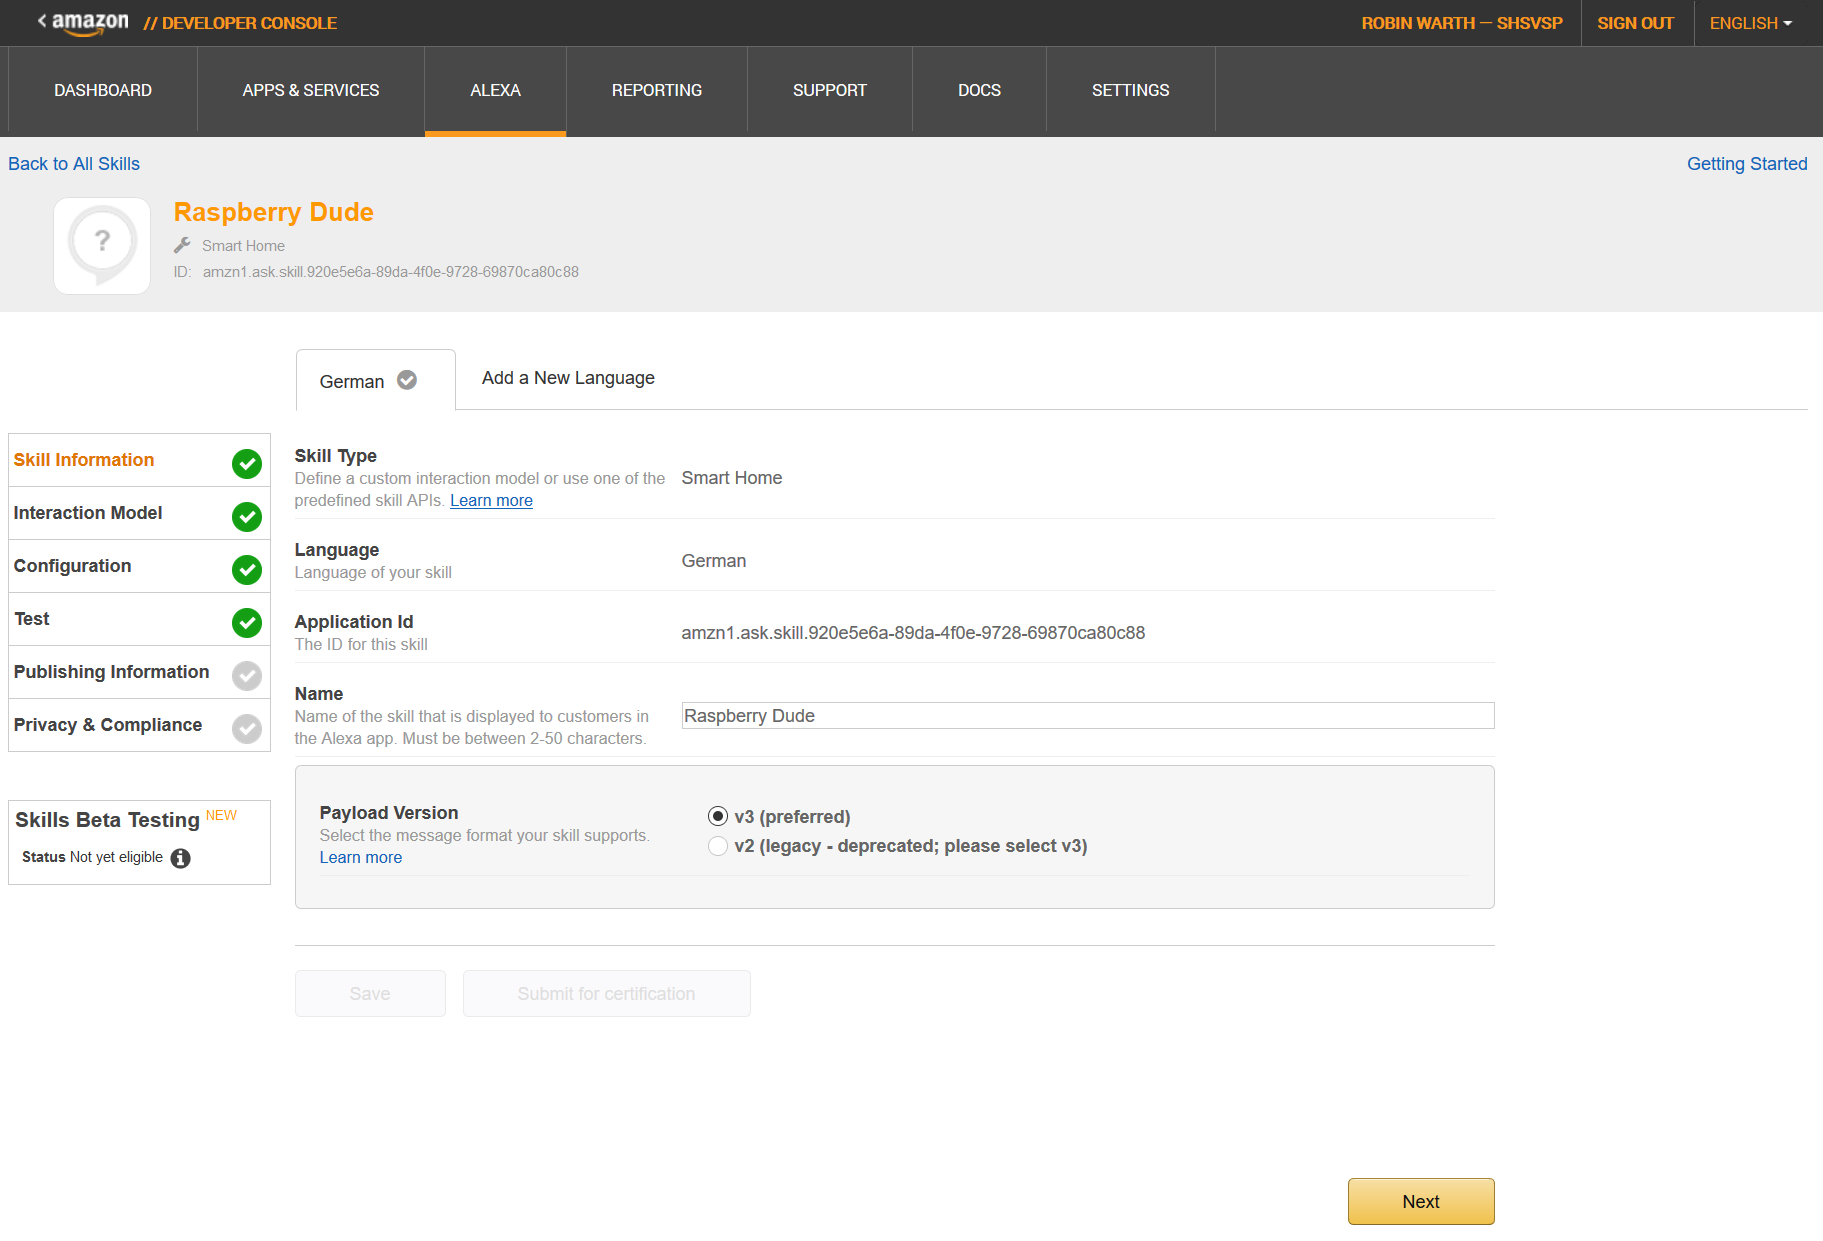 amazon // DEVELOPER CONSOLE
ROBIN WARTH — SHSVSP
SIGN OUT
ENGLISH
DASHBOARD
APPS & SERVICES
ALEXA
REPORTING
SUPPORT
DOCS
SETTINGS
Back to All Skills
Getting Started
?
Raspberry Dude
Smart Home
ID: amzn1.ask.skill.920e5e6a-89da-4f0e-9728-69870ca80c88
German
Add a New Language
Skill Information
Interaction Model
Configuration
Test
Publishing Information
Privacy & Compliance
Skills Beta Testing NEW
Status Not yet eligible
Skill Type
Define a custom interaction model or use one of the
predefined skill APIs. Learn more
Smart Home
Language
Language of your skill
German
Application Id
The ID for this skill
amzn1.ask.skill.920e5e6a-89da-4f0e-9728-69870ca80c88
Name
Name of the skill that is displayed to customers in
the Alexa app. Must be between 2-50 characters.
Raspberry Dude
Payload Version
Select the message format your skill supports.
Learn more
v3 (preferred)
v2 (legacy - deprecated; please select v3)
Save
Submit for certification
Next